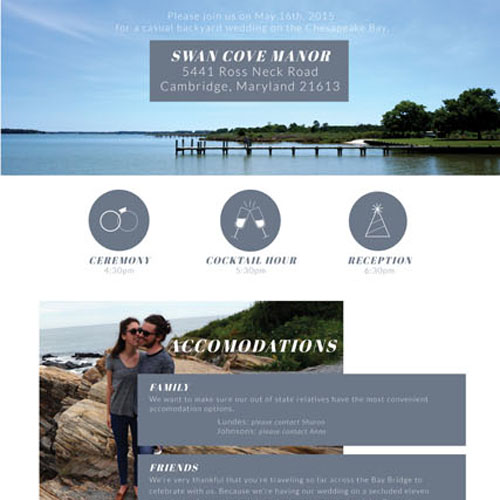 Please join us on May 16th, 2015
for a casual backyard wedding on the Chesapeake Bay.
SWAN COVE MANOR
5441 Ross Neck Road
Cambridge, Maryland 21613
CEREMONY
4:30pm
COCKTAIL HOUR
5:30pm
RECEPTION
6:30pm
ACCOMODATIONS
FAMILY
We want to make sure our out of state relatives have the most convenient
accomodation options.
Lundes: please contact Sharon
Johnsons: please contact Anne
FRIENDS
We're very thankful that you're traveling so far across the Bay Bridge to
celebrate with us. Because we're having our wedding on a secluded eleven